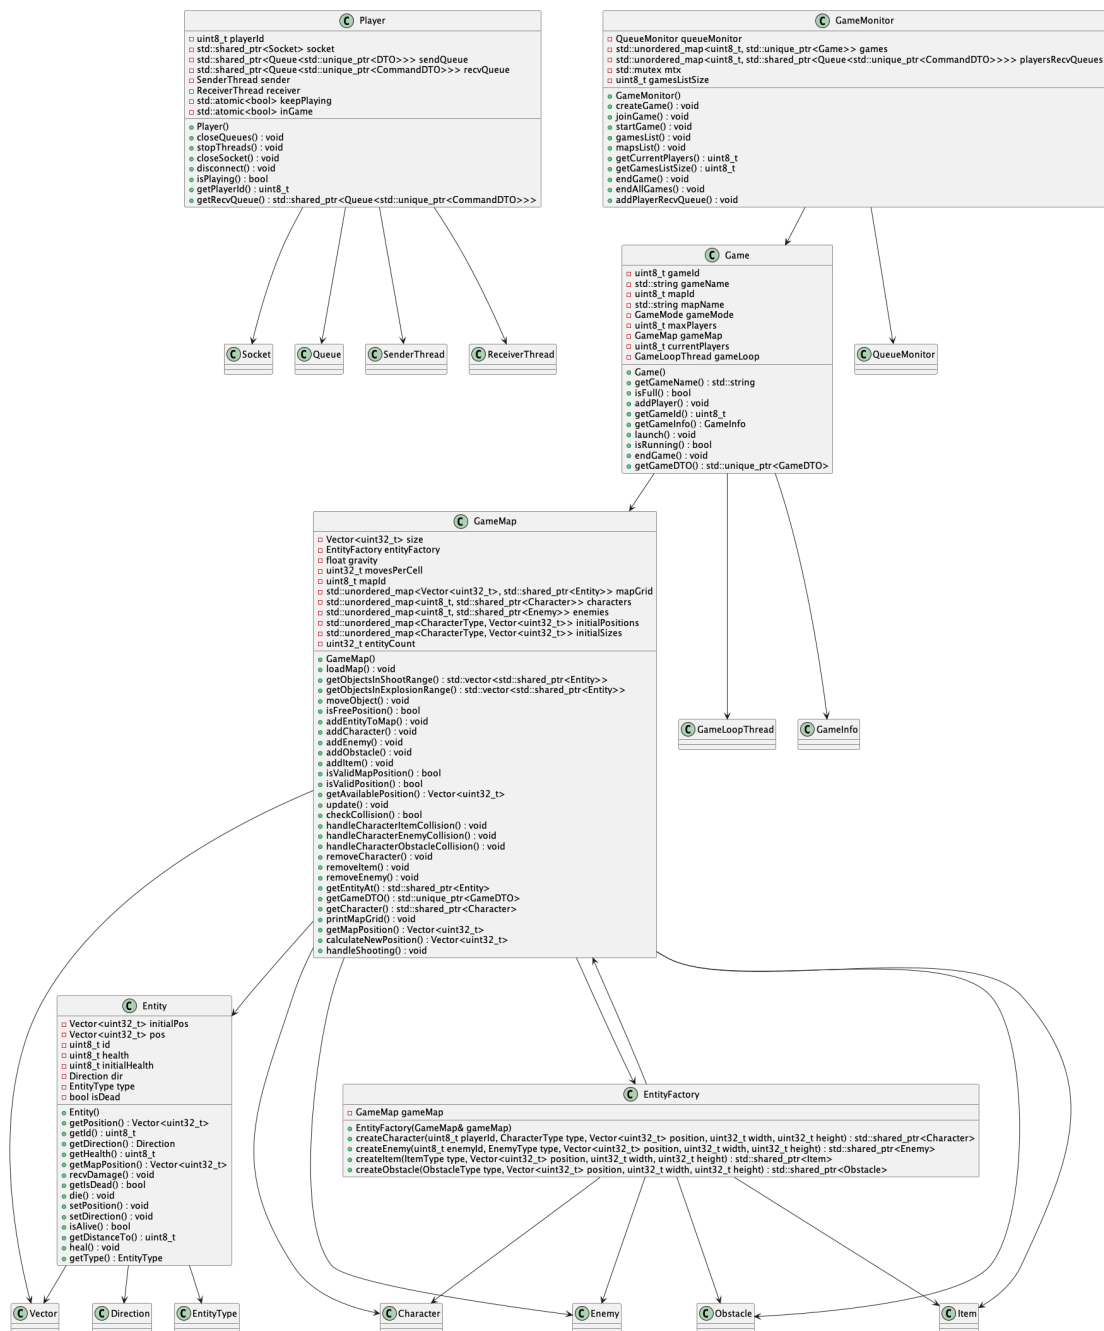 C Player
uint8_t playerId
std::shared_ptr<Socket> socket
std::shared_ptr<Queue<std::unique_ptr<DTO>>> sendQueue
std::shared_ptr<Queue<std::unique_ptr<CommandDTO>>> recvQueue
SenderThread sender
ReceiverThread receiver
std::atomic<bool> keepPlaying
std::atomic<bool> inGame
Player()
closeQueues() : void
stopThreads() : void
closeSocket() : void
disconnect() : void
isPlaying() : bool
getPlayerId() : uint8_t
getRecvQueue() : std::shared_ptr<Queue<std::unique_ptr<CommandDTO>>>
C GameMonitor
QueueMonitor queueMonitor
std::unordered_map<uint8_t, std::unique_ptr<Game>> games
std::unordered_map<uint8_t, std::shared_ptr<Queue<std::unique_ptr<CommandDTO>>>> playersRecvQueues
std::mutex mtx
uint8_t gamesListSize
GameMonitor()
createGame() : void
joinGame() : void
startGame() : void
gamesList() : void
mapsList() : void
getCurrentPlayers() : uint8_t
getGamesListSize() : uint8_t
endGame() : void
endAllGames() : void
addPlayerRecvQueue() : void
C Socket
C Queue
C SenderThread
C ReceiverThread
C Game
uint8_t gameId
std::string gameName
uint8_t mapId
std::string mapName
GameMode gameMode
uint8_t maxPlayers
GameMap gameMap
uint8_t currentPlayers
GameLoopThread gameLoop
Game()
getGameName() : std::string
isFull() : bool
addPlayer() : void
getGameId() : uint8_t
getGameInfo() : GameInfo
launch() : void
isRunning() : bool
endGame() : void
getGameDTO() : std::unique_ptr<GameDTO>
C QueueMonitor
C GameMap
Vector<uint32_t> size
EntityFactory entityFactory
float gravity
uint32_t movesPerCell
uint8_t mapId
std::unordered_map<Vector<uint32_t>, std::shared_ptr<Entity>> mapGrid
std::unordered_map<uint8_t, std::shared_ptr<Character>> characters
std::unordered_map<uint8_t, std::shared_ptr<Enemy>> enemies
std::unordered_map<CharacterType, Vector<uint32_t>> initialPositions
std::unordered_map<CharacterType, Vector<uint32_t>> initialSizes
uint32_t entityCount
GameMap()
loadMap() : void
getObjectsInShootRange() : std::vector<std::shared_ptr<Entity>>
getObjectsInExplosionRange() : std::vector<std::shared_ptr<Entity>>
moveObject() : void
isFreePosition() : bool
addEntityToMap() : void
addCharacter() : void
addEnemy() : void
addObstacle() : void
addItem() : void
isValidMapPosition() : bool
isValidPosition() : bool
getAvailablePosition() : Vector<uint32_t>
update() : void
checkCollision() : bool
handleCharacterItemCollision() : void
handleCharacterEnemyCollision() : void
handleCharacterObstacleCollision() : void
removeCharacter() : void
removeItem() : void
removeEnemy() : void
getEntityAt() : std::shared_ptr<Entity>
getGameDTO() : std::unique_ptr<GameDTO>
getCharacter() : std::shared_ptr<Character>
printMapGrid() : void
getMapPosition() : Vector<uint32_t>
calculateNewPosition() : Vector<uint32_t>
handleShooting() : void
C GameLoopThread
C GameInfo
C Entity
Vector<uint32_t> initialPos
Vector<uint32_t> pos
uint8_t id
uint8_t health
uint8_t initialHealth
Direction dir
EntityType type
bool isDead
Entity()
getPosition() : Vector<uint32_t>
getId() : uint8_t
getDirection() : Direction
getHealth() : uint8_t
getMapPosition() : Vector<uint32_t>
recvDamage() : void
getIsDead() : bool
die() : void
setPosition() : void
setDirection() : void
isAlive() : bool
getDistanceTo() : uint8_t
heal() : void
getType() : EntityType
C EntityFactory
GameMap gameMap
EntityFactory(GameMap& gameMap)
createCharacter(uint8_t playerId, CharacterType type, Vector<uint32_t> position, uint32_t width, uint32_t height) : std::shared_ptr<Character>
createEnemy(uint8_t enemyId, EnemyType type, Vector<uint32_t> position, uint32_t width, uint32_t height) : std::shared_ptr<Enemy>
createItem(ItemType type, Vector<uint32_t> position, uint32_t width, uint32_t height) : std::shared_ptr<Item>
createObstacle(ObstacleType type, Vector<uint32_t> position, uint32_t width, uint32_t height) : std::shared_ptr<Obstacle>
C Vector
C Direction
C EntityType
C Character
C Enemy
C Obstacle
C Item